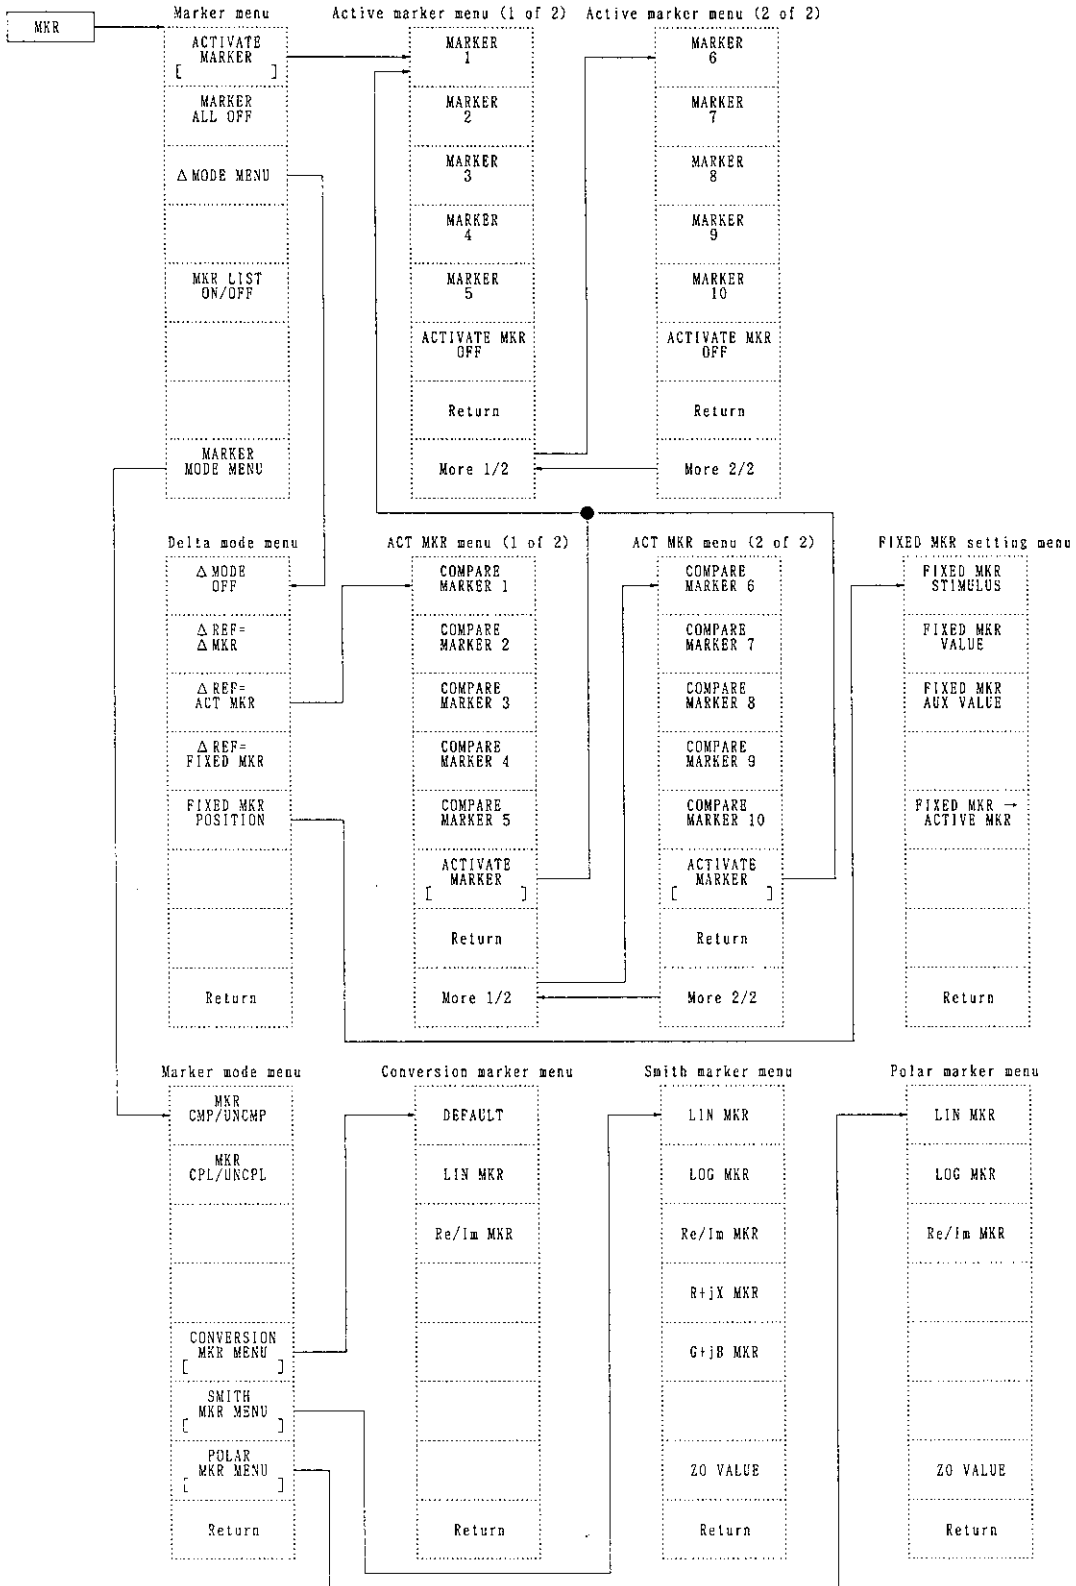 MKR
Marker menu
ACTIVATE
MARKER
[ ]
MARKER
ALL OFF
Δ MODE MENU
MKR LIST
ON/OFF
MARKER
MODE MENU
Active marker menu (1 of 2)
MARKER
1
MARKER
2
MARKER
3
MARKER
4
MARKER
5
ACTIVATE MKR
OFF
Return
More 1/2
Active marker menu (2 of 2)
MARKER
6
MARKER
7
MARKER
8
MARKER
9
MARKER
10
ACTIVATE MKR
OFF
Return
More 2/2
Delta mode menu
Δ MODE
OFF
Δ REF=
Δ MKR
Δ REF=
ACT MKR
Δ REF=
FIXED MKR
FIXED MKR
POSITION
Return
ACT MKR menu (1 of 2)
COMPARE
MARKER 1
COMPARE
MARKER 2
COMPARE
MARKER 3
COMPARE
MARKER 4
COMPARE
MARKER 5
ACTIVATE
MARKER
[ ]
Return
More 1/2
ACT MKR menu (2 of 2)
COMPARE
MARKER 6
COMPARE
MARKER 7
COMPARE
MARKER 8
COMPARE
MARKER 9
COMPARE
MARKER 10
ACTIVATE
MARKER
[ ]
Return
More 2/2
FIXED MKR setting menu
FIXED MKR
STIMULUS
FIXED MKR
VALUE
FIXED MKR
AUX VALUE
FIXED MKR →
ACTIVE MKR
Return
Marker mode menu
MKR
CMP/UNCMP
MKR
CPL/UNCPL
CONVERSION
MKR MENU
[ ]
SMITH
MKR MENU
[ ]
POLAR
MKR MENU
[ ]
Return
Conversion marker menu
DEFAULT
LIN MKR
Re/Im MKR
Return
Smith marker menu
LIN MKR
LOG MKR
Re/Im MKR
R+jX MKR
G+jB MKR
ZO VALUE
Return
Polar marker menu
LIN MKR
LOG MKR
Re/Im MKR
ZO VALUE
Return